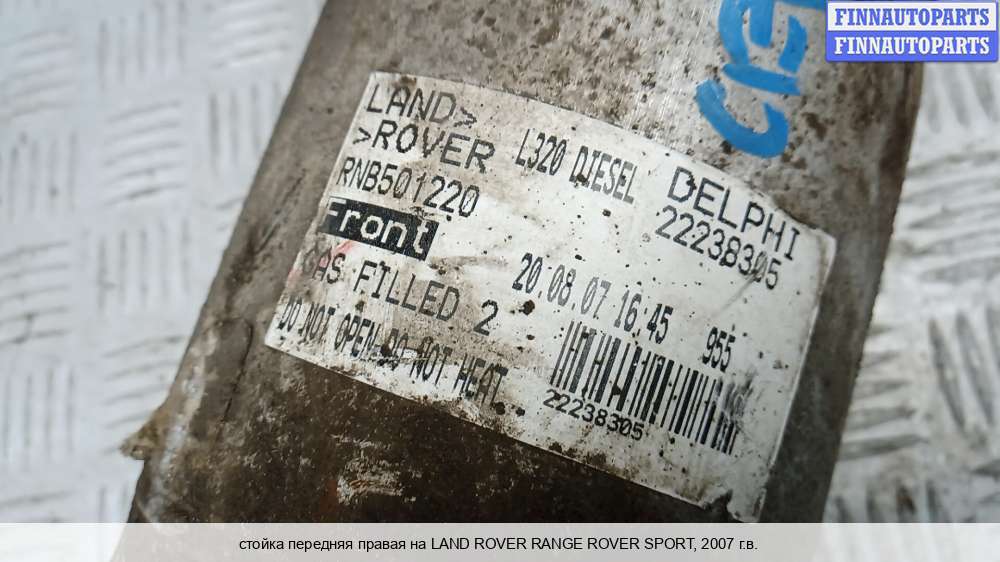 FINNAUTOPARTS
FINNAUTOPARTS
LAND>
>ROVER
L320 DIESEL
DELPHI
RNB501220
22238305
Front
GAS FILLED 2
20.08.07 16:45 955
DO NOT OPEN-DO NOT HEAT..
22238305
стойка передняя правая на LAND ROVER RANGE ROVER SPORT, 2007 г.в.